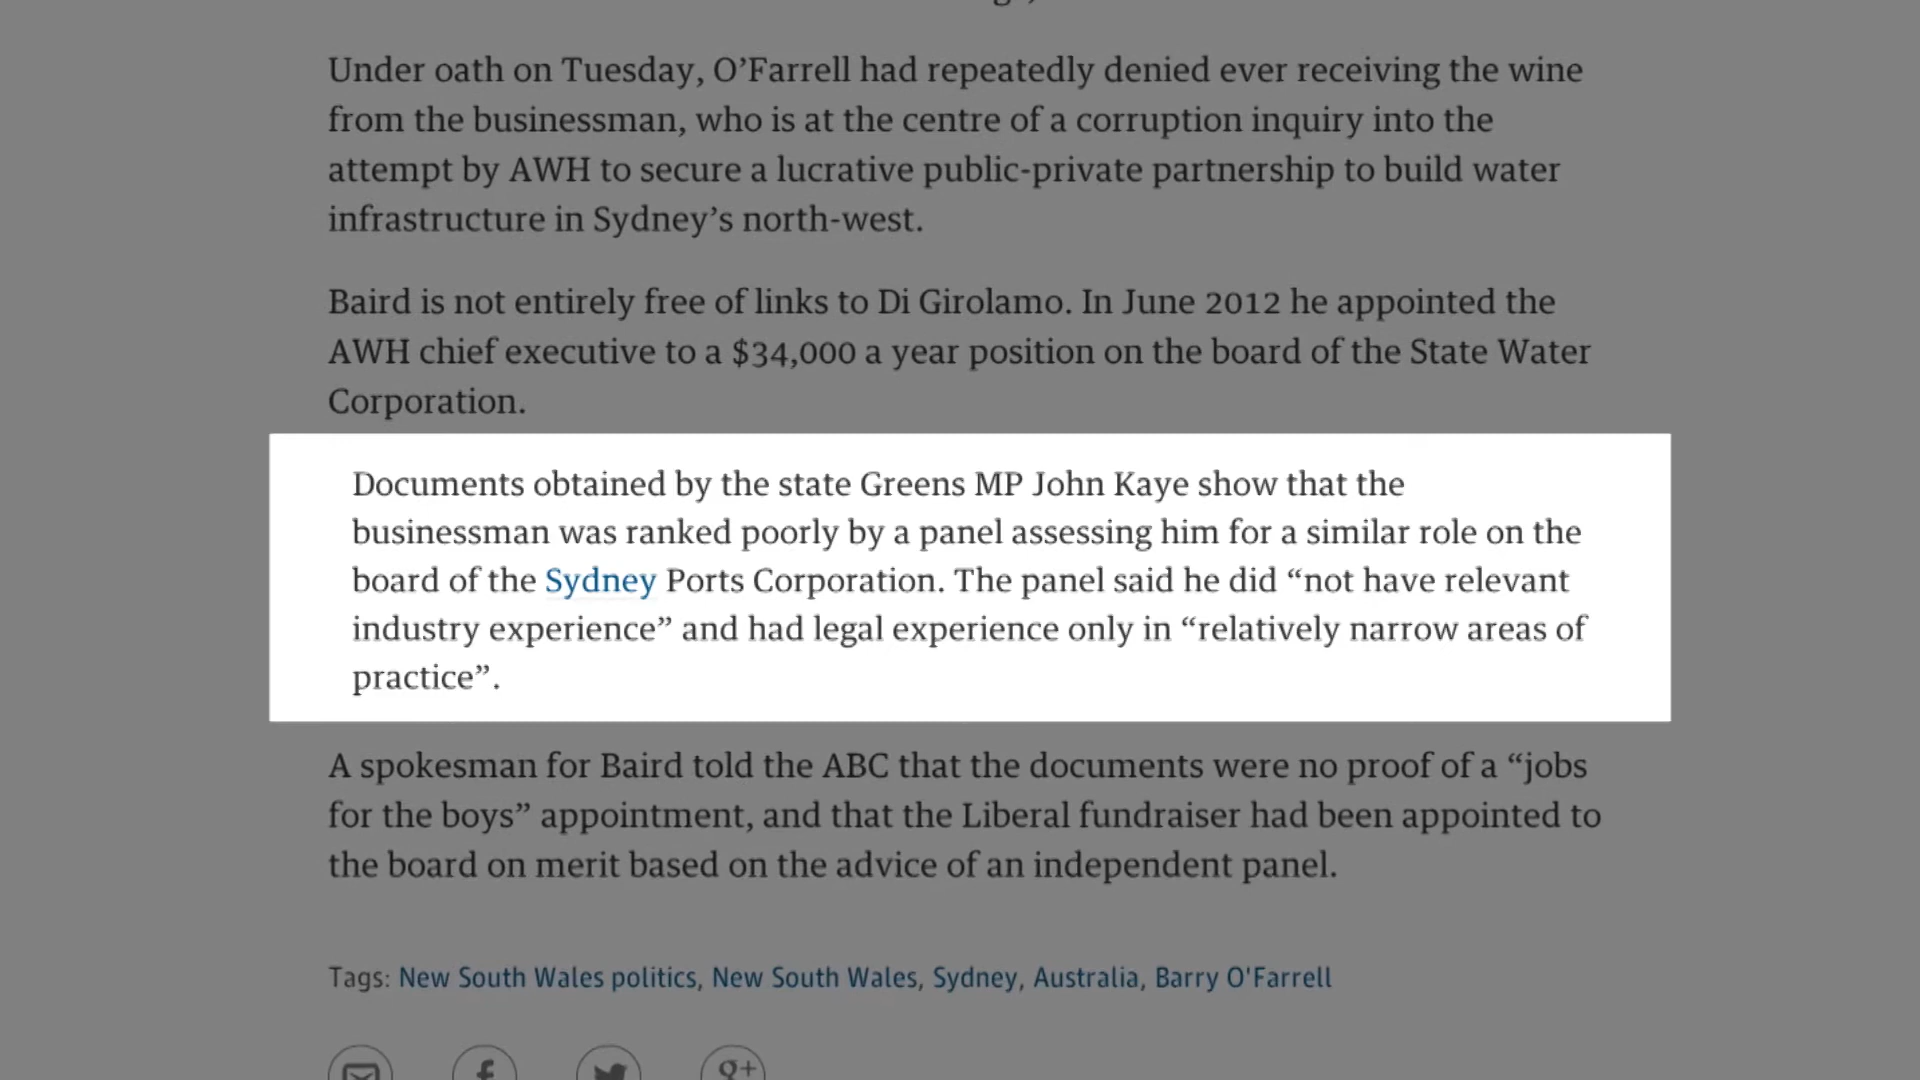 Under oath on Tuesday, O’Farrell had repeatedly denied ever receiving the wine
from the businessman, who is at the centre of a corruption inquiry into the
attempt by AWH to secure a lucrative public-private partnership to build water
infrastructure in Sydney’s north-west.
Baird is not entirely free of links to Di Girolamo. In June 2012 he appointed the
AWH chief executive to a $34,000 a year position on the board of the State Water
Corporation.
Documents obtained by the state Greens MP John Kaye show that the
businessman was ranked poorly by a panel assessing him for a similar role on the
board of the Sydney Ports Corporation. The panel said he did “not have relevant
industry experience” and had legal experience only in “relatively narrow areas of
practice”.
A spokesman for Baird told the ABC that the documents were no proof of a “jobs
for the boys” appointment, and that the Liberal fundraiser had been appointed to
the board on merit based on the advice of an independent panel.
Tags: New South Wales politics, New South Wales, Sydney, Australia, Barry O'Farrell
f g+